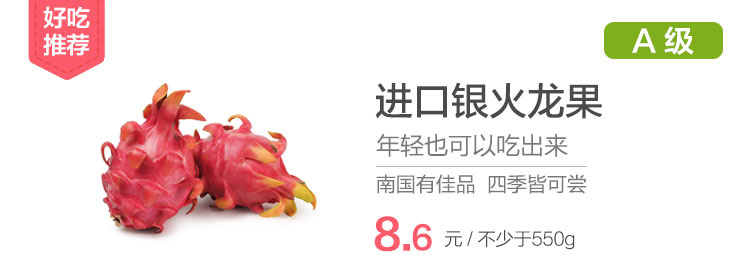 好吃
推荐
A 级
进口银火龙果
年轻也可以吃出来
南国有佳品 四季皆可尝
8.6 元 / 不少于550g